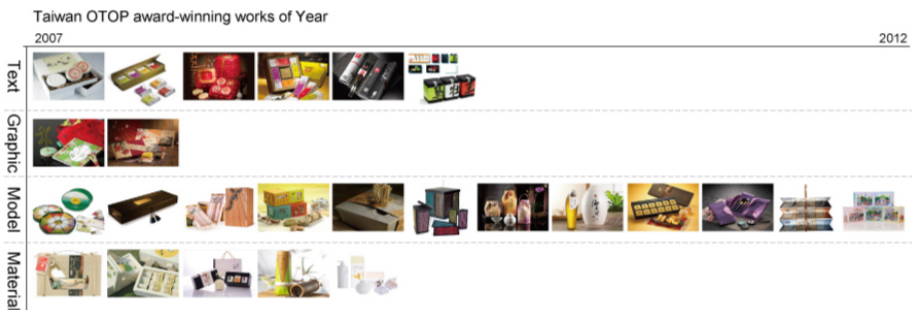 Taiwan OTOP award-winning works of Year
2007
2012
Text
Graphic
Model
Material